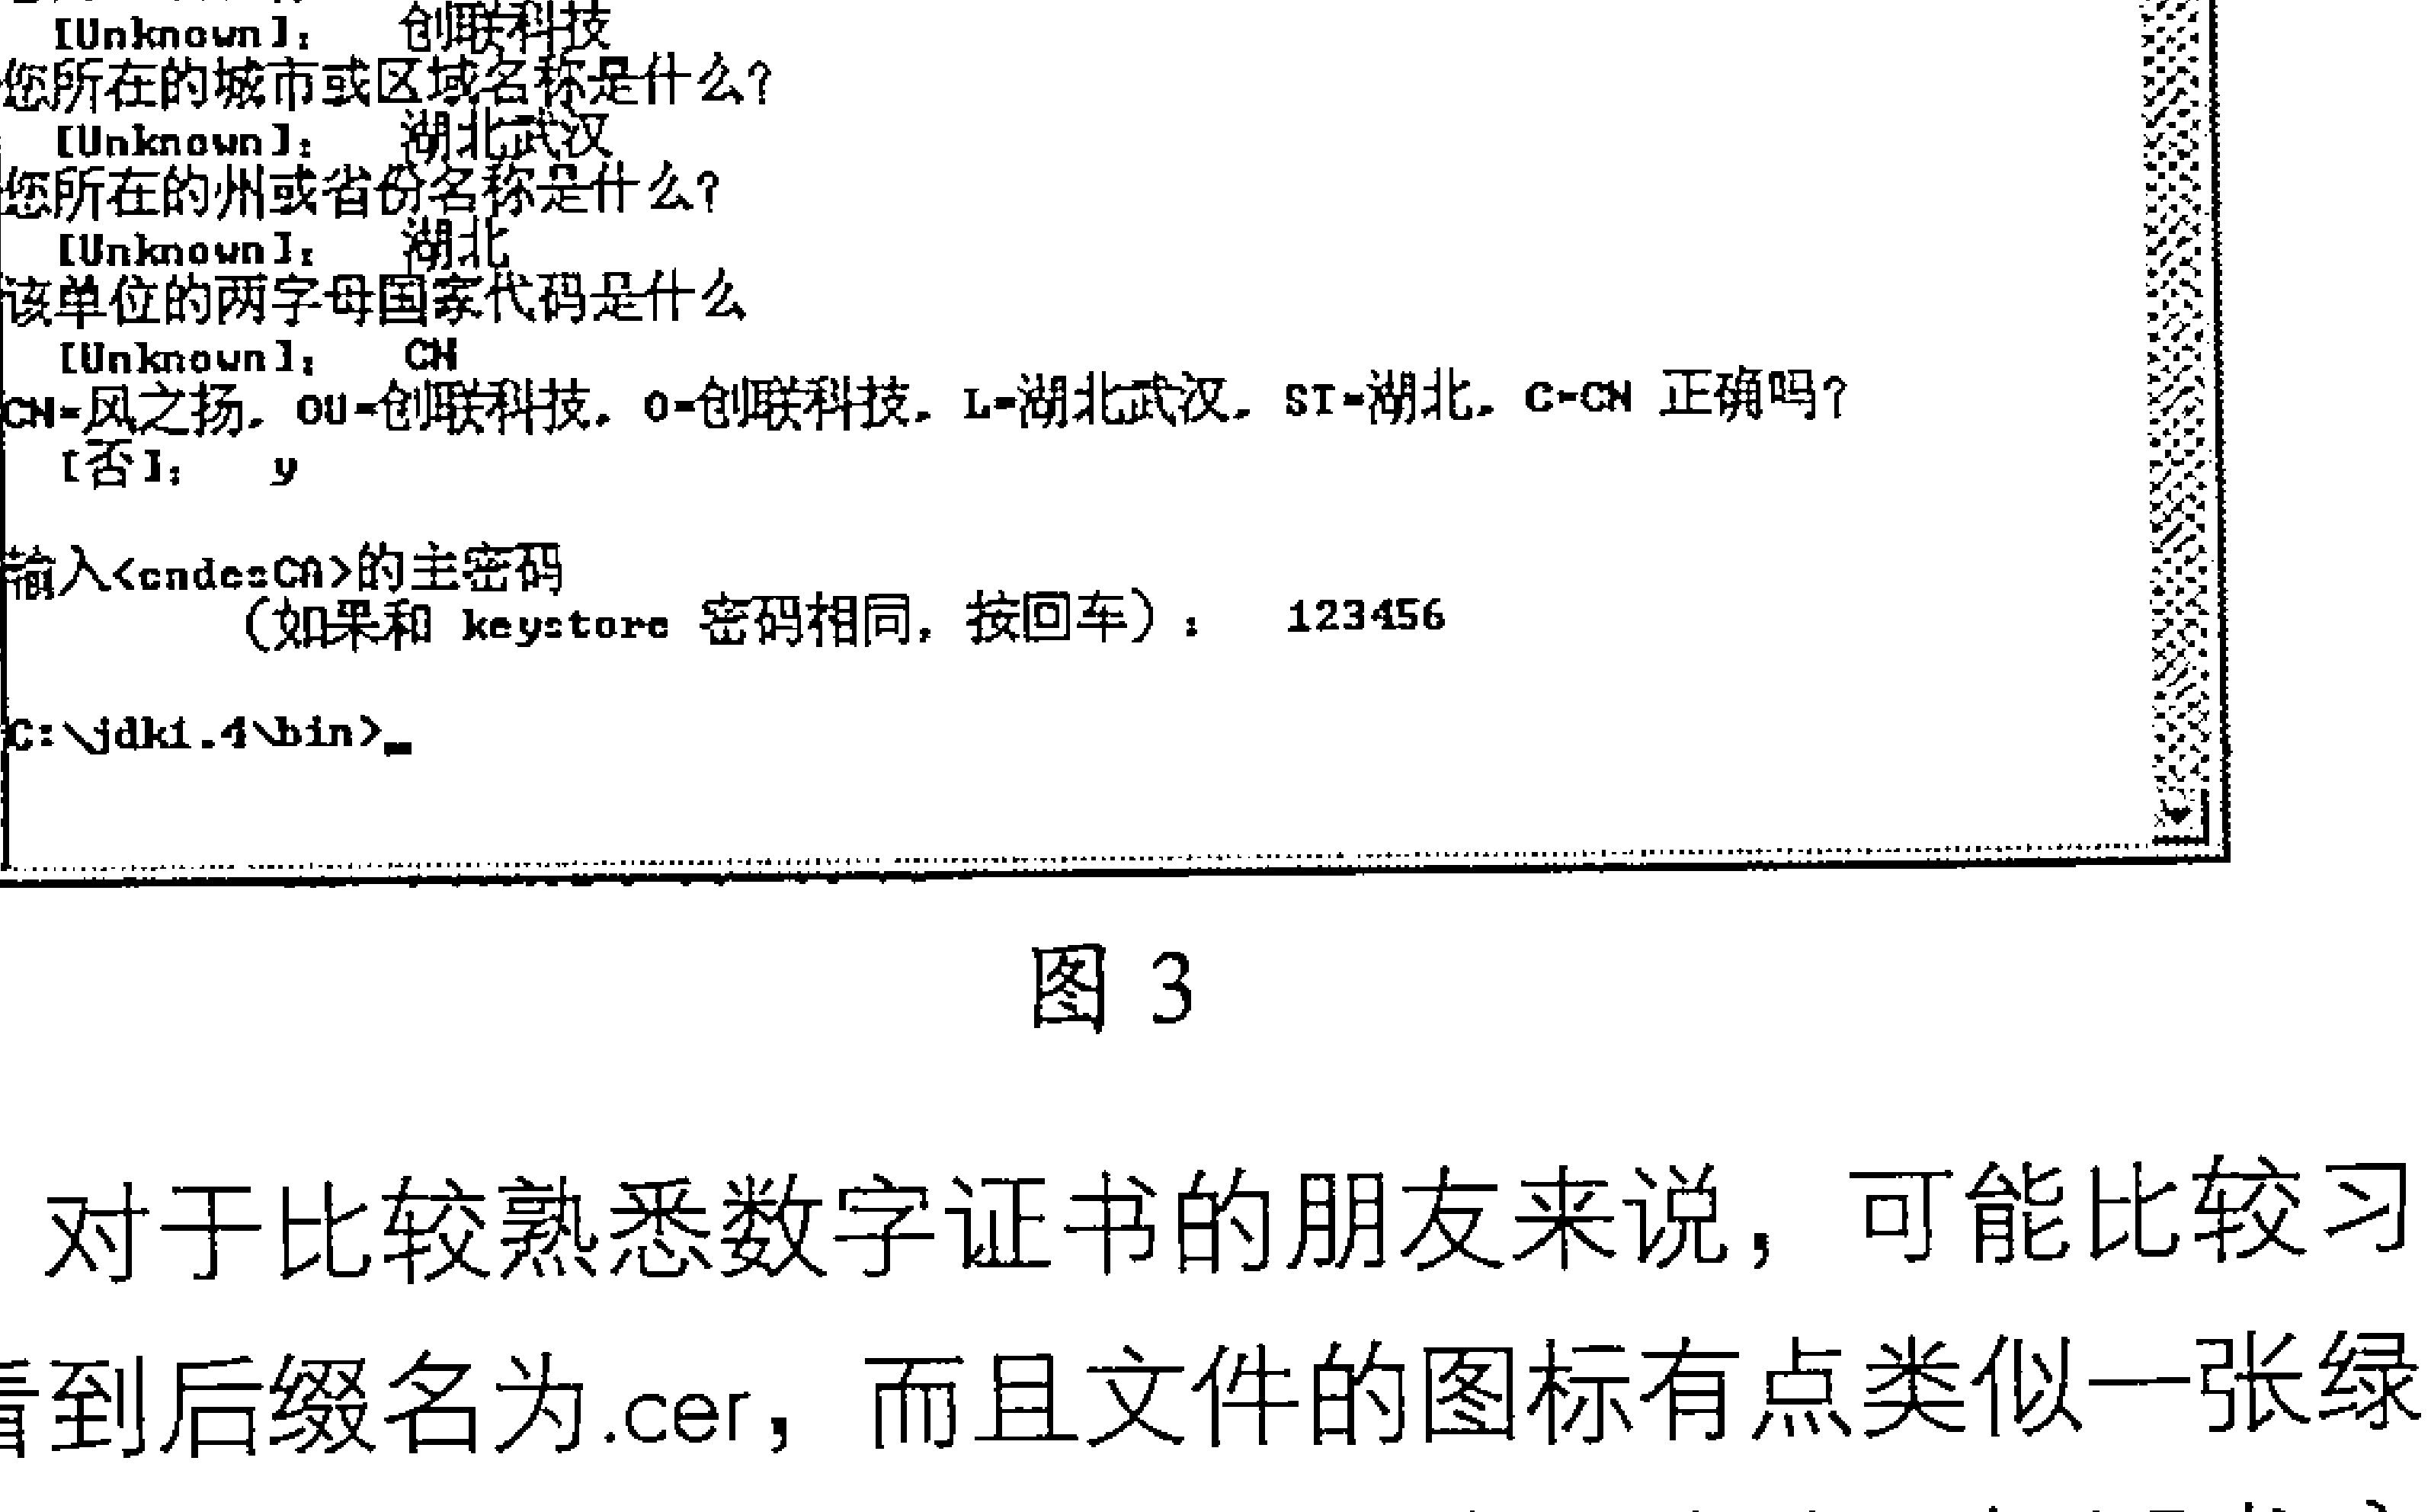 [Unknown]: 创联科技
您所在的城市或区域名称是什么?
[Unknown]: 湖北武汉
您所在的州或省份名称是什么?
[Unknown]: 湖北
该单位的两字母国家代码是什么
[Unknown]: CN
CN=风之扬, OU=创联科技, O=创联科技, L=湖北武汉, ST=湖北, C=CN 正确吗?
[否]: y
输入<cndesCA>的主密码
(如果和 keystore 密码相同, 按回车): 123456
C:\jdk1.4\bin>_
图 3
对于比较熟悉数字证书的朋友来说, 可能比较习
看到后缀名为.cer, 而且文件的图标有点类似一张绿